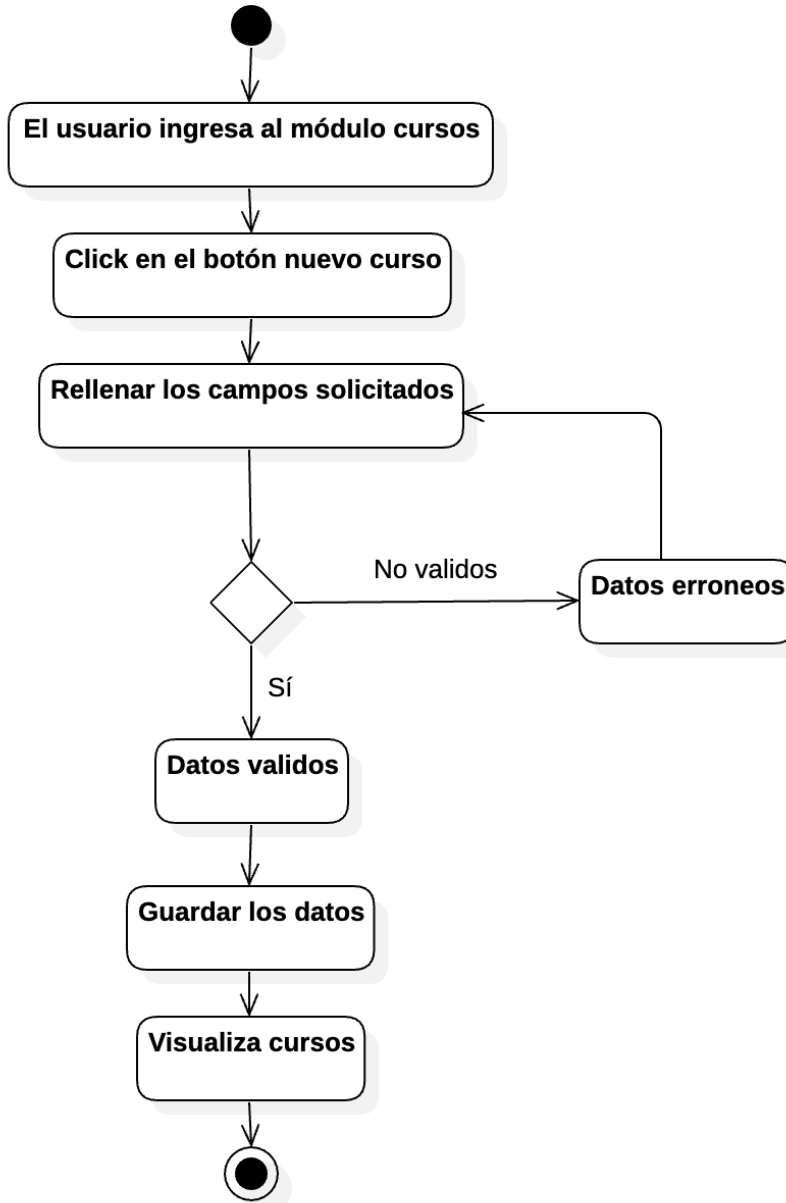 El usuario ingresa al módulo cursos
Click en el botón nuevo curso
Rellenar los campos solicitados
No validos
Datos erroneos
Sí
Datos validos
Guardar los datos
Visualiza cursos